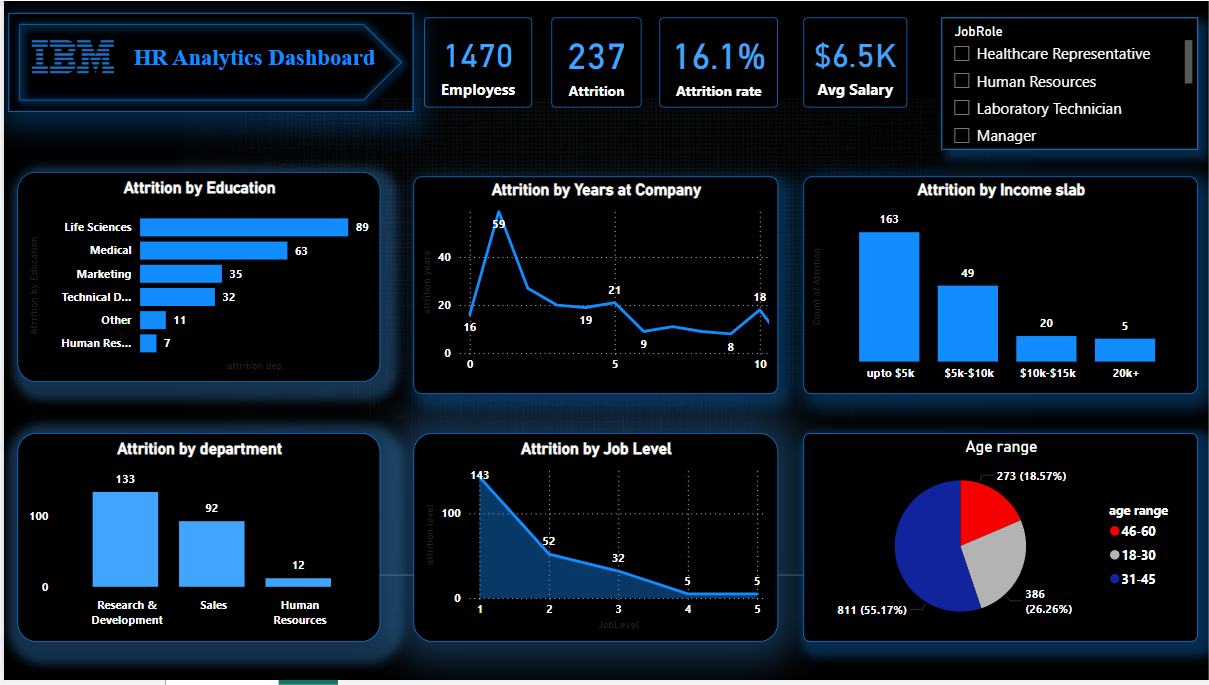 IBM
HR Analytics Dashboard
1470
Employess
237
Attrition
16.1%
Attrition rate
$6.5K
Avg Salary
JobRole
Healthcare Representative
Human Resources
Laboratory Technician
Manager
Attrition by Education
Attrition by Education
Life Sciences 89
Medical 63
Marketing 35
Technical D... 32
Other 11
Human Res... 7
attrition dep
Attrition by Years at Company
attrition years
40
20
0
59
16
19
21
9
8
18
0 5 10
Attrition by Income slab
Count of Attrition
163
49
20
5
upto $5k $5k-$10k $10k-$15k 20k+
Attrition by department
100
0
133
92
12
Research &
Development
Sales
Human
Resources
Attrition by Job Level
attrition level
100
0
143
52
32
5
5
1 2 3 4 5
JobLevel
Age range
273 (18.57%)
386
(26.26%)
811 (55.17%)
age range
46-60
18-30
31-45